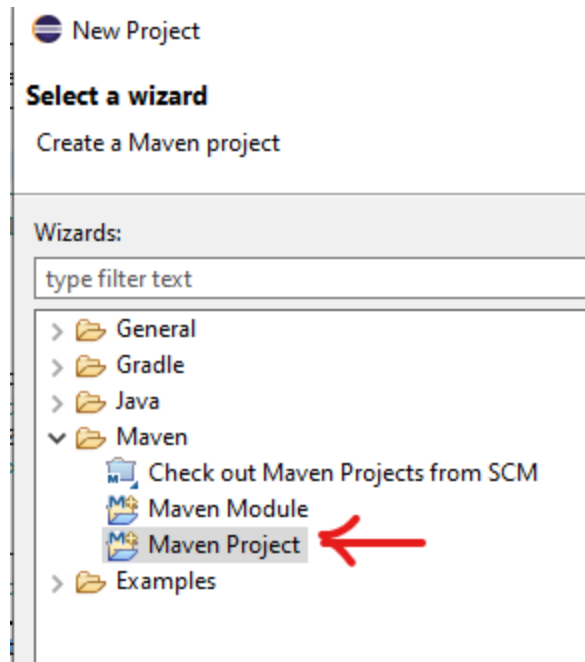 New Project
Select a wizard
Create a Maven project
Wizards:
type filter text
General
Gradle
Java
Maven
Check out Maven Projects from SCM
Maven Module
Maven Project
Examples